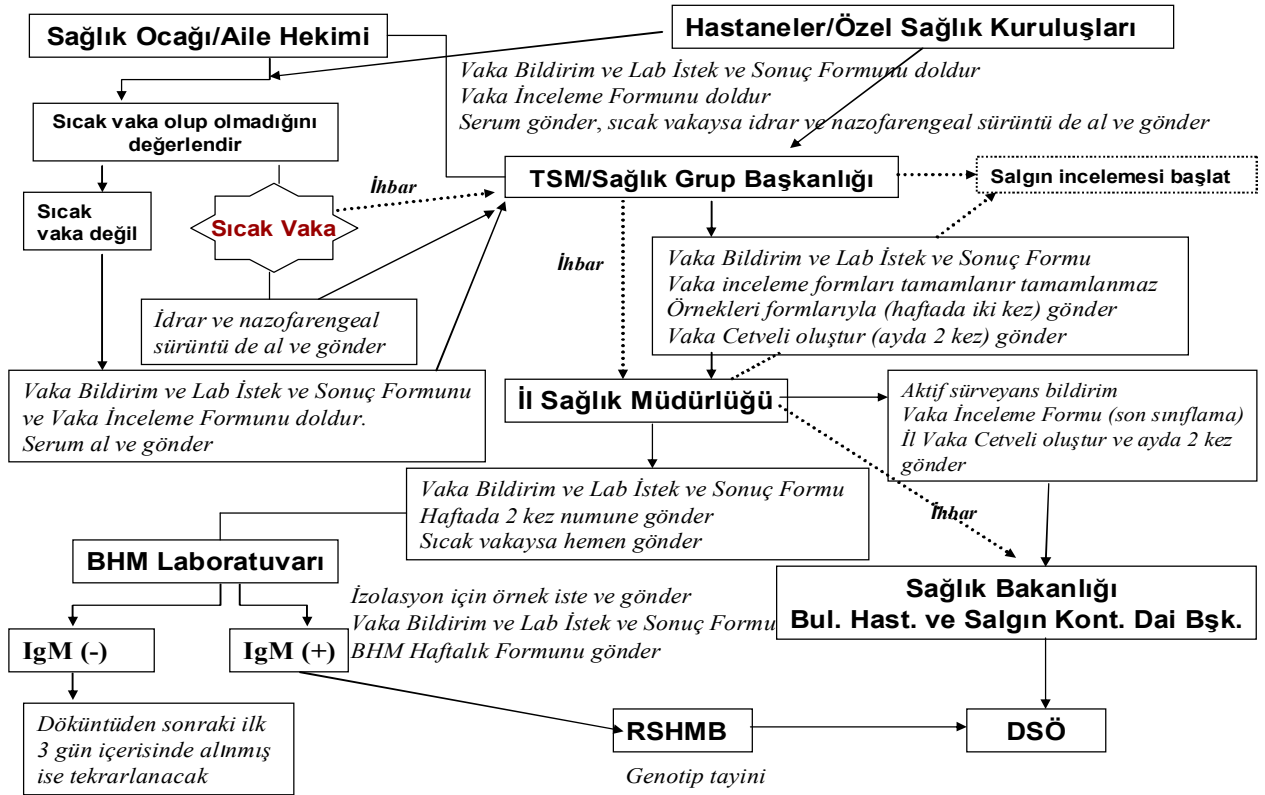 Sağlık Ocağı/Aile Hekimi
Hastaneler/Özel Sağlık Kuruluşları
Vaka Bildirim ve Lab İstek ve Sonuç Formunu doldur
Vaka İnceleme Formunu doldur
Serum gönder, sıcak vakaysa idrar ve nazofarengeal sürüntü de al ve gönder
Sıcak vaka olup olmadığını
değerlendir
TSM/Sağlık Grup Başkanlığı
Salgın incelemesi başlat
İhbar
Sıcak
vaka değil
Sıcak Vaka
İhbar
Vaka Bildirim ve Lab İstek ve Sonuç Formu
Vaka inceleme formları tamamlanır tamamlanmaz
Örnekleri formlarıyla (haftada iki kez) gönder
Vaka Cetveli oluştur (ayda 2 kez) gönder
İdrar ve nazofarengeal
sürüntü de al ve gönder
Vaka Bildirim ve Lab İstek ve Sonuç Formunu
ve Vaka İnceleme Formunu doldur.
Serum al ve gönder
İl Sağlık Müdürlüğü
Aktif sürveyans bildirim
Vaka İnceleme Formu (son sınıflama)
İl Vaka Cetveli oluştur ve ayda 2 kez
gönder
Vaka Bildirim ve Lab İstek ve Sonuç Formu
Haftada 2 kez numune gönder
Sıcak vakaysa hemen gönder
İhbar
BHM Laboratuvarı
Sağlık Bakanlığı
Bul. Hast. ve Salgın Kont. Dai Bşk.
İzolasyon için örnek iste ve gönder
Vaka Bildirim ve Lab İstek ve Sonuç Formu
BHM Haftalık Formunu gönder
IgM (-)
IgM (+)
Döküntüden sonraki ilk
3 gün içerisinde alınmış
ise tekrarlanacak
RSHMB
DSÖ
Genotip tayini